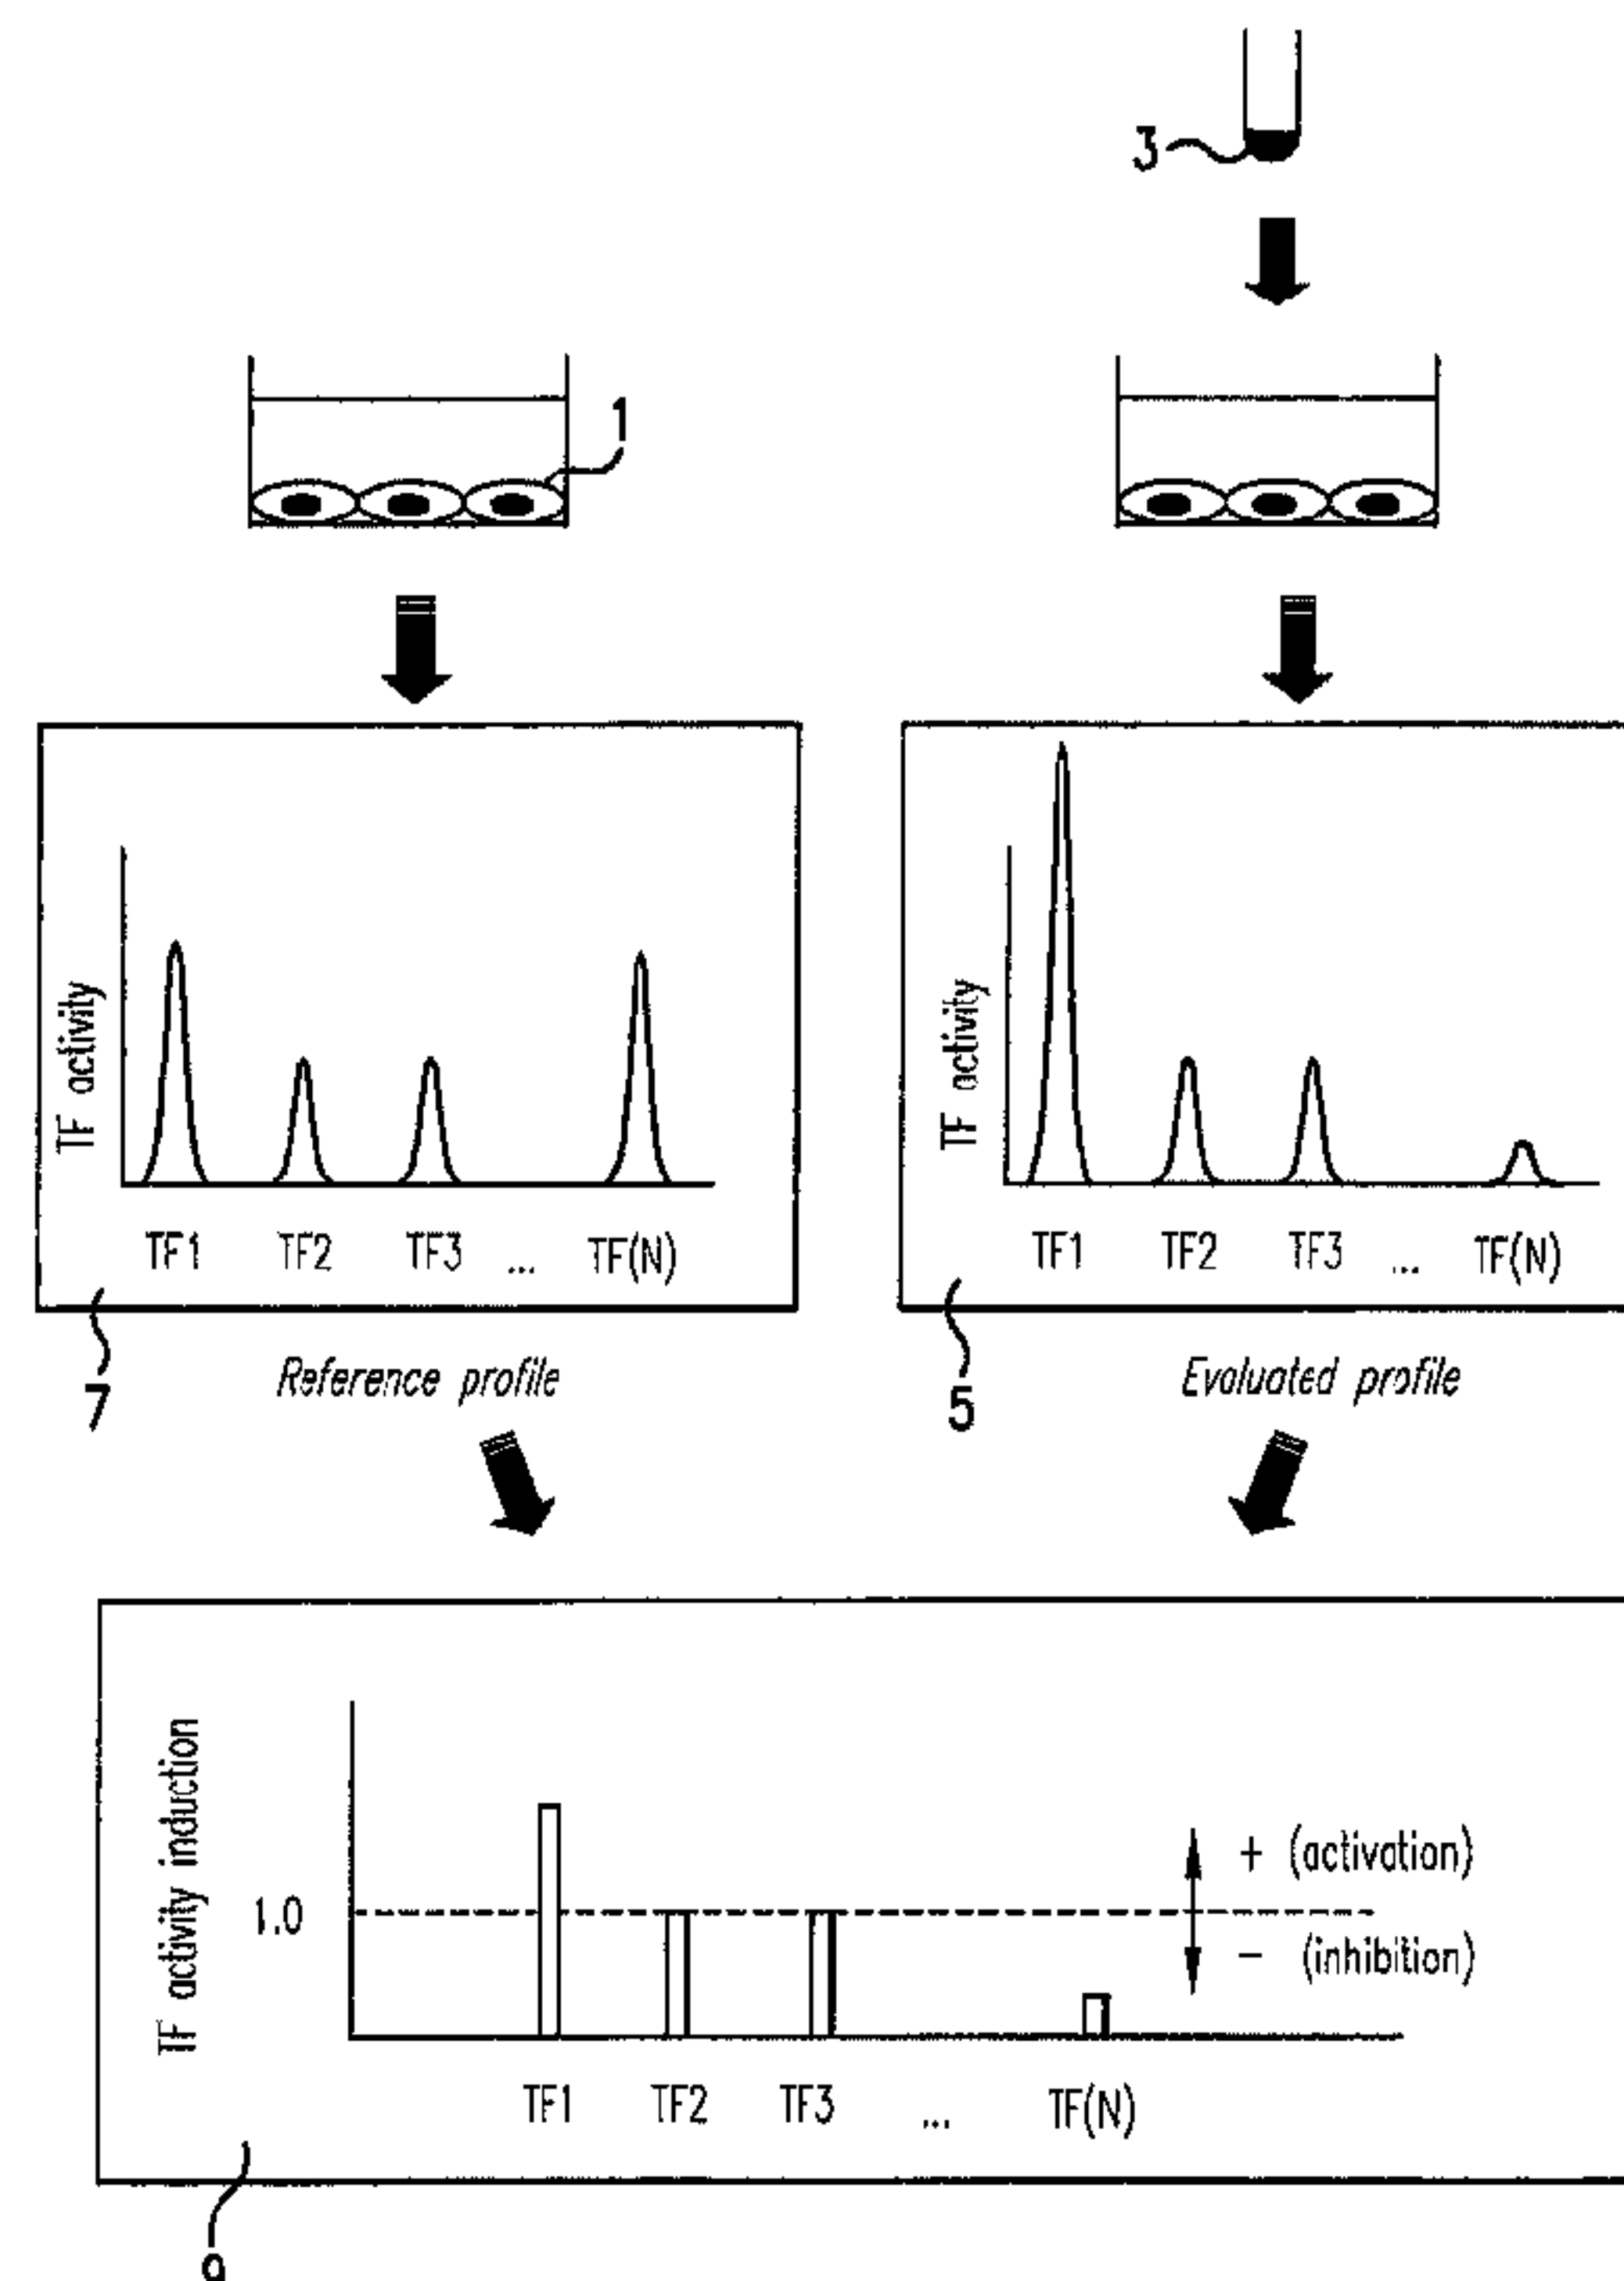 3
1
TF activity
TF1 TF2 TF3 ... TF(N)
7
Reference profile
TF activity
TF1 TF2 TF3 ... TF(N)
5
Evaluated profile
TF activity induction
1.0
+ (activation)
− (inhibition)
TF1 TF2 TF3 ... TF(N)
9